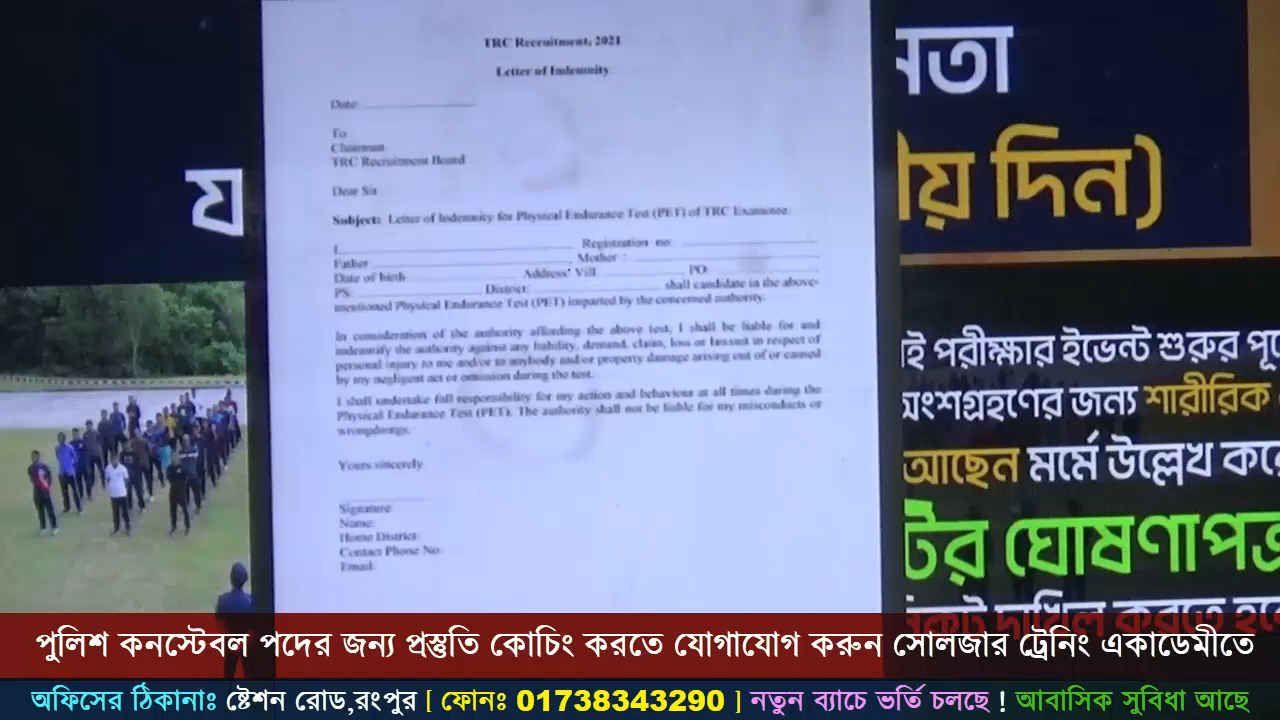 TRC Recruitment, 2021
Letter of Indemnity
Date:
To
Chairman
TRC Recruitment Board
Dear Sir
Subject: Letter of Indemnity for Physical Endurance Test (PET) of TRC Examinee.
I Registration no:
Father Mother :
Date of birth Address' Vill: PO:
PS: District: shall candidate in the above-
mentioned Physical Endurance Test (PET) imparted by the concerned authority.
In consideration of the authority affording the above test, I shall be liable for and
indemnify the authority against any liability, demand, claim, loss or lawsuit in respect of
personal injury to me and/or to anybody and/or property damage arising out of or caused
by my negligent act or omission during the test.
I shall undertake full responsibility for my action and behaviour at all times during the
Physical Endurance Test (PET). The authority shall not be liable for my misconducts or
wrongdoings.
Yours sincerely
Signature:
Name:
Home District:
Contact Phone No:
Email:
য
তা
য় দিন)
ই পরীক্ষার ইভেন্ট শুরুর পূ
অংশগ্রহণের জন্য শারীরিক
আছেন মর্মে উল্লেখ কর
টির ঘোষণাপত্র
দাখিল করতে হ
পুলিশ কনস্টেবল পদের জন্য প্রস্তুতি কোচিং করতে যোগাযোগ করুন সোলজার ট্রেনিং একাডেমীতে
অফিসের ঠিকানাঃ ষ্টেশন রোড,রংপুর [ ফোনঃ 01738343290 ] নতুন ব্যাচে ভর্তি চলছে ! আবাসিক সুবিধা আছে